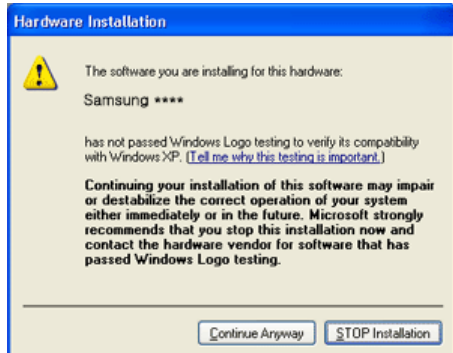 Hardware Installation
The software you are installing for this hardware:
Samsung ****
has not passed Windows Logo testing to verify its compatibility
with Windows XP. (Tell me why this testing is important.)
Continuing your installation of this software may impair
or destabilize the correct operation of your system
either immediately or in the future. Microsoft strongly
recommends that you stop this installation now and
contact the hardware vendor for software that has
passed Windows Logo testing.
Continue Anyway
STOP Installation